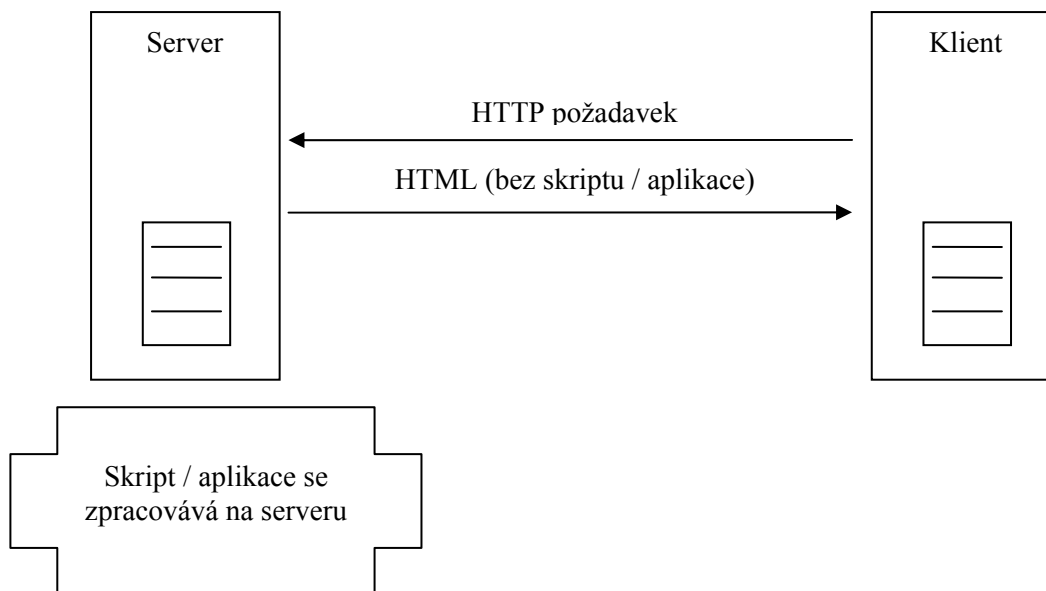 Server
Klient
HTTP požadavek
HTML (bez skriptu / aplikace)
Skript / aplikace se
zpracovává na serveru